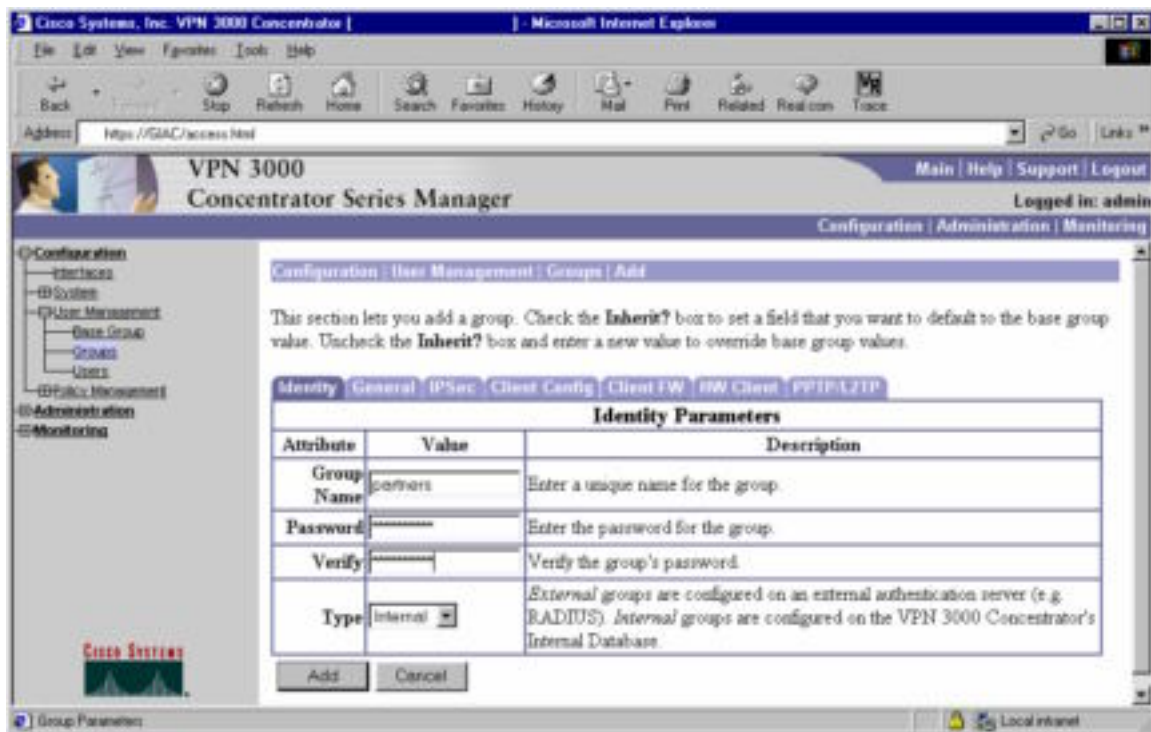 Cisco Systems, Inc. VPN 3000 Concentrator [ ] - Microsoft Internet Explorer
File Edit View Favorites Tools Help
Back Forward Stop Refresh Home Search Favorites History Mail Print Related Real.com Trace
Address https://GIAC/access.html Go Links »
VPN 3000
Concentrator Series Manager
Main | Help | Support | Logout
Logged in: admin
Configuration | Administration | Monitoring
Configuration
Interfaces
System
User Management
Base Group
Groups
Users
Policy Management
Administration
Monitoring
Configuration | User Management | Groups | Add
This section lets you add a group. Check the Inherit? box to set a field that you want to default to the base group
value. Uncheck the Inherit? box and enter a new value to override base group values.
Identity General IPSec Client Config Client FW HW Client PPTP/L2TP
Identity Parameters
Attribute Value Description
Group Name partners Enter a unique name for the group.
Password ************ Enter the password for the group.
Verify ************ Verify the group's password.
Type Internal External groups are configured on an external authentication server (e.g.
RADIUS). Internal groups are configured on the VPN 3000 Concentrator's
Internal Database.
Add Cancel
Cisco Systems
Group Parameters
Local intranet